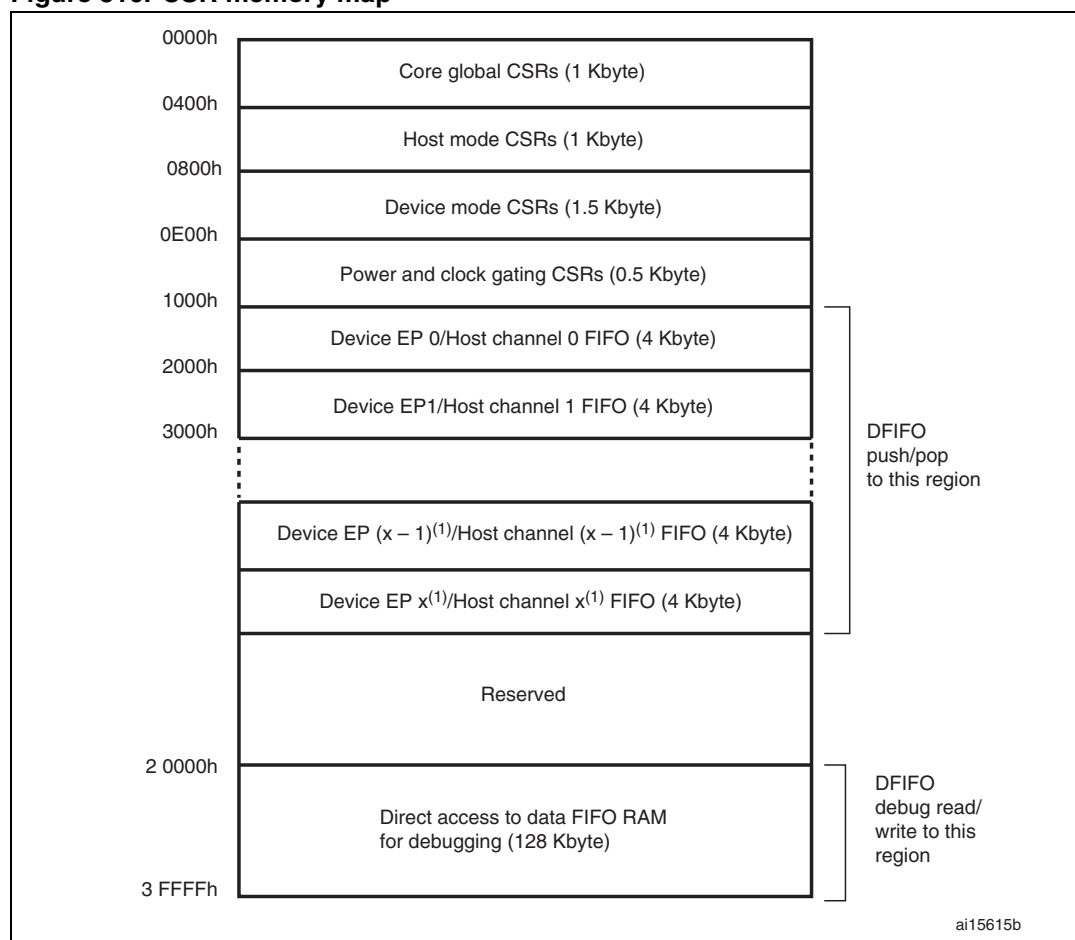 0000h
Core global CSRs (1 Kbyte)
0400h
Host mode CSRs (1 Kbyte)
0800h
Device mode CSRs (1.5 Kbyte)
0E00h
Power and clock gating CSRs (0.5 Kbyte)
1000h
Device EP 0/Host channel 0 FIFO (4 Kbyte)
2000h
Device EP1/Host channel 1 FIFO (4 Kbyte)
3000h
DFIFO
push/pop
to this region
Device EP (x – 1)(1)/Host channel (x – 1)(1) FIFO (4 Kbyte)
Device EP x(1)/Host channel x(1) FIFO (4 Kbyte)
Reserved
2 0000h
Direct access to data FIFO RAM
for debugging (128 Kbyte)
DFIFO
debug read/
write to this
region
3 FFFFh
ai15615b